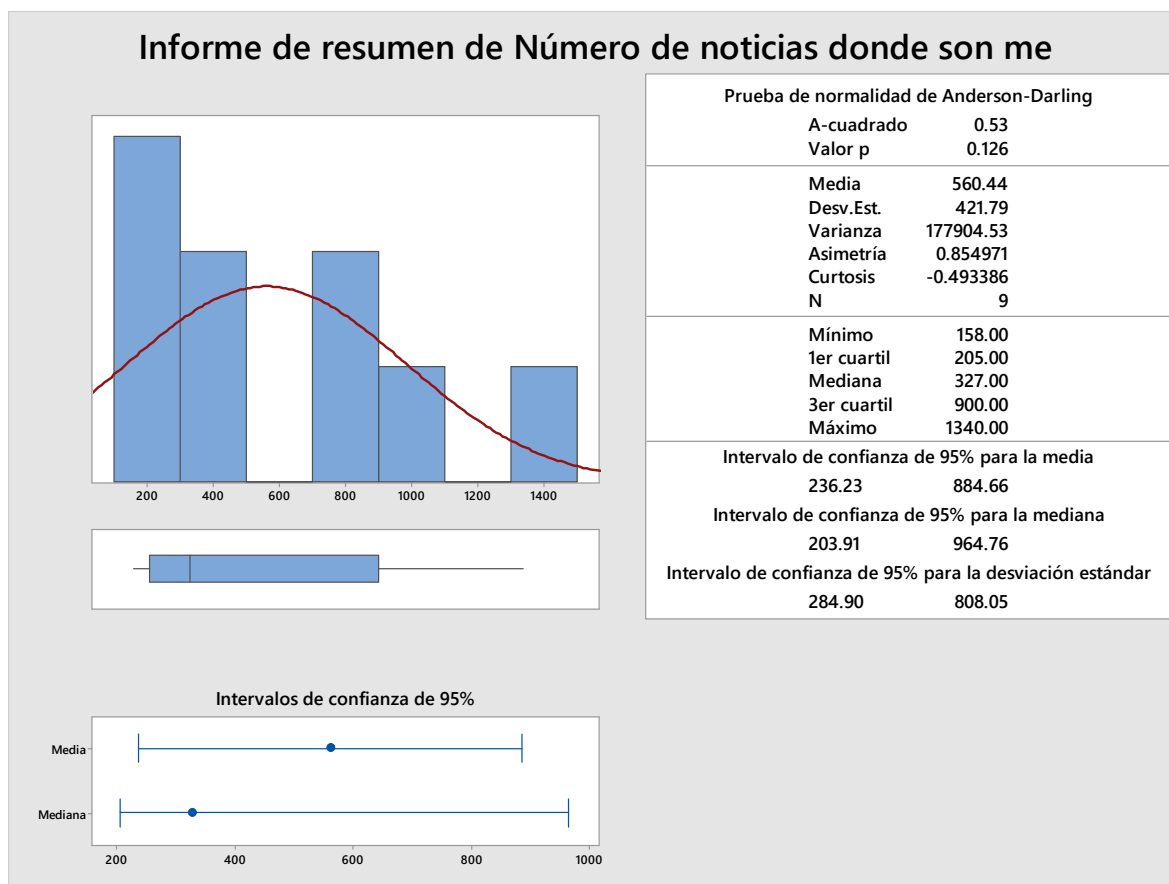 Informe de resumen de Número de noticias donde son me
200 400 600 800 1000 1200 1400
Intervalos de confianza de 95%
Media
Mediana
200 400 600 800 1000
Prueba de normalidad de Anderson-Darling
A-cuadrado 0.53
Valor p 0.126
Media 560.44
Desv.Est. 421.79
Varianza 177904.53
Asimetría 0.854971
Curtosis -0.493386
N 9
Mínimo 158.00
1er cuartil 205.00
Mediana 327.00
3er cuartil 900.00
Máximo 1340.00
Intervalo de confianza de 95% para la media
236.23 884.66
Intervalo de confianza de 95% para la mediana
203.91 964.76
Intervalo de confianza de 95% para la desviación estándar
284.90 808.05